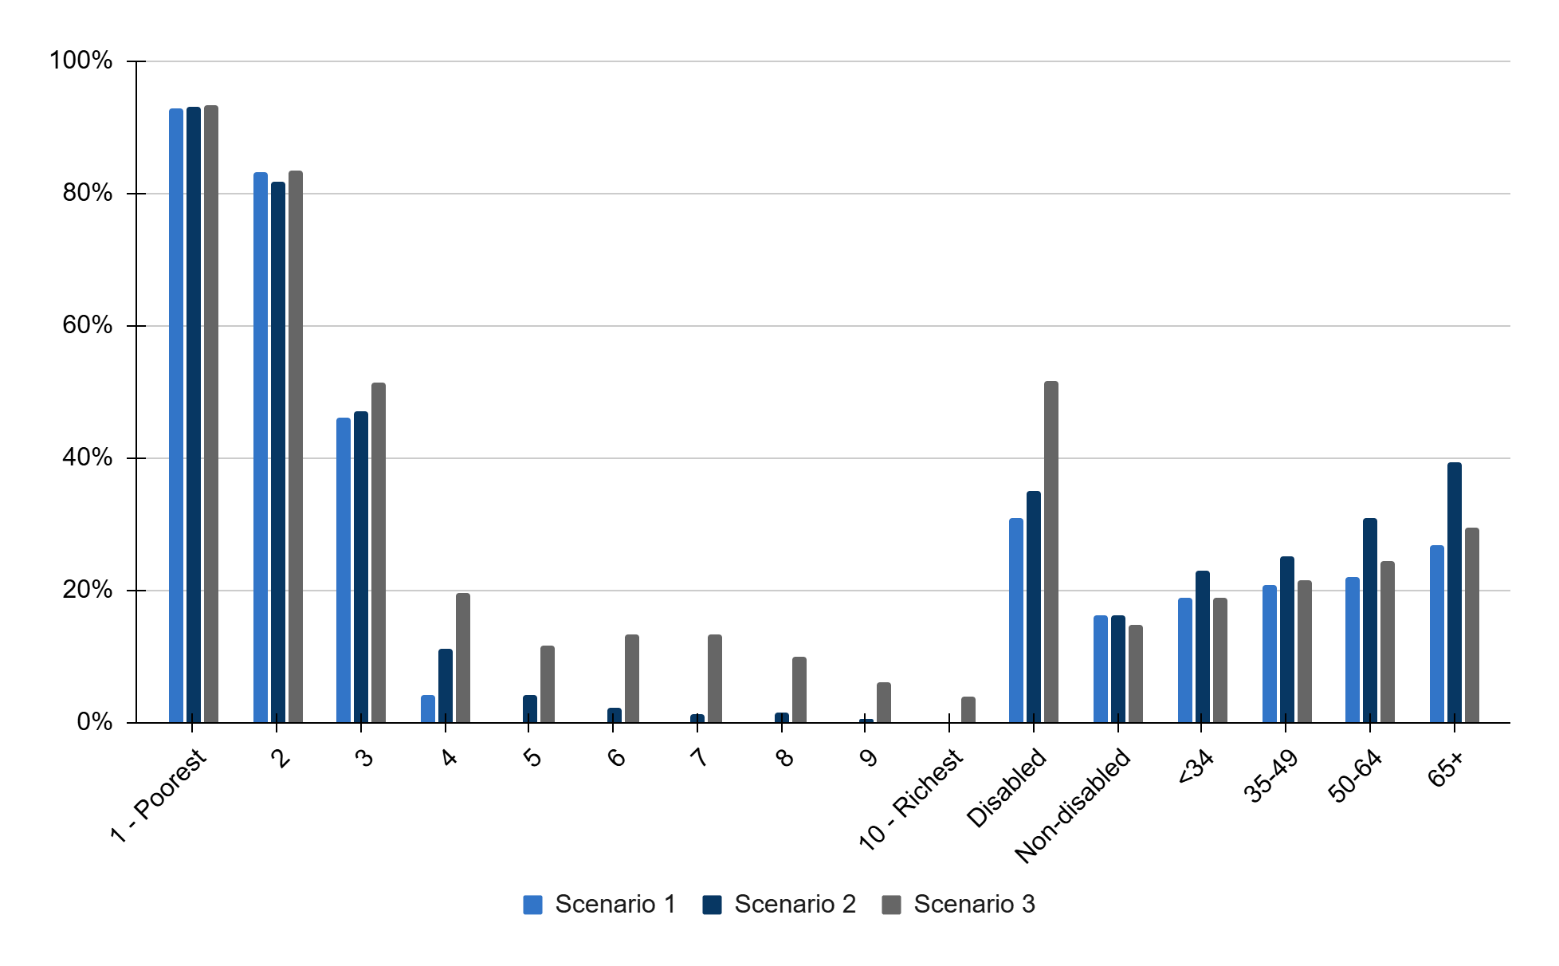 100%
80%
60%
40%
20%
0%
1 - Poorest
2
3
4
5
6
7
8
9
10 - Richest
Disabled
Non-disabled
<34
35-49
50-64
65+
Scenario 1
Scenario 2
Scenario 3